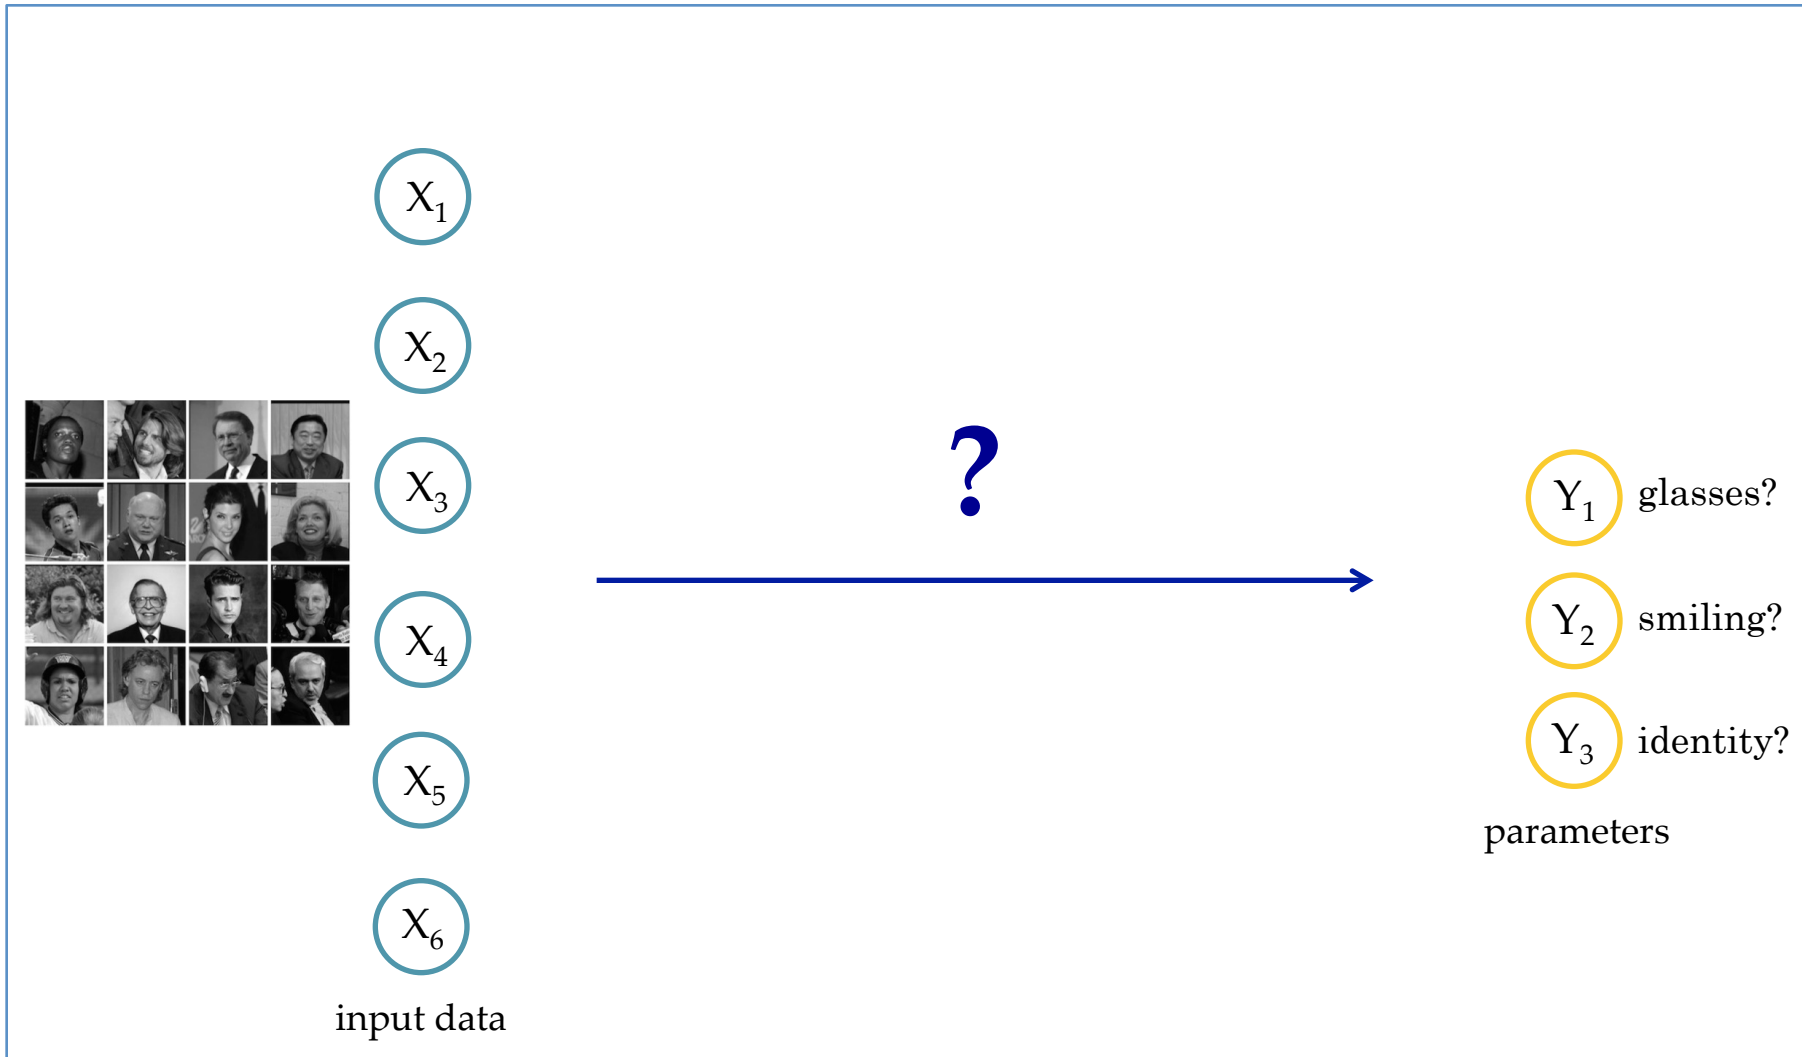 X₁
X₂
X₃
X₄
X₅
X₆
input data
?
Y₁ glasses?
Y₂ smiling?
Y₃ identity?
parameters